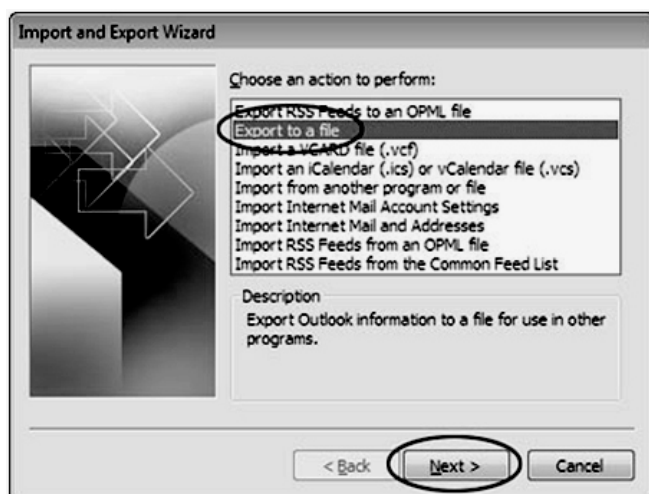 Import and Export Wizard
Choose an action to perform:
Export RSS Feeds to an OPML file
Export to a file
Import a VCARD file (.vcf)
Import an iCalendar (.ics) or vCalendar file (.vcs)
Import from another program or file
Import Internet Mail Account Settings
Import Internet Mail and Addresses
Import RSS Feeds from an OPML file
Import RSS Feeds from the Common Feed List
Description
Export Outlook information to a file for use in other
programs.
< Back
Next >
Cancel